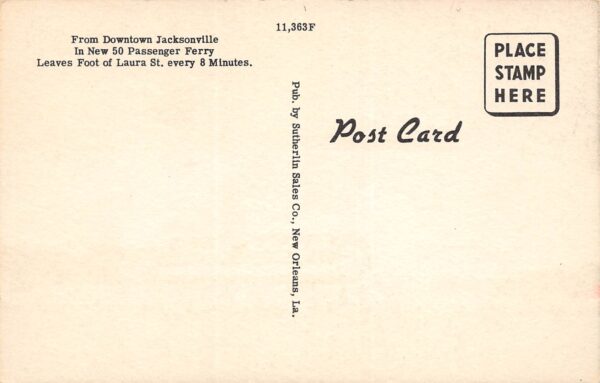 11,363F
From Downtown Jacksonville
In New 50 Passenger Ferry
Leaves Foot of Laura St. every 8 Minutes.
Pub. by Sutherlin Sales Co., New Orleans, La.
Post Card
PLACE
STAMP
HERE